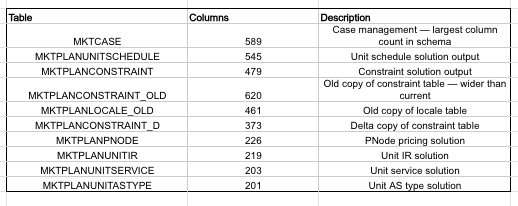 Table Columns Description
MKTCASE 589 Case management — largest column
count in schema
MKTPLANUNITSCHEDULE 545 Unit schedule solution output
MKTPLANCONSTRAINT 479 Constraint solution output
MKTPLANCONSTRAINT_OLD 620 Old copy of constraint table — wider than
current
MKTPLANLOCALE_OLD 461 Old copy of locale table
MKTPLANCONSTRAINT_D 373 Delta copy of constraint table
MKTPLANPNODE 226 PNode pricing solution
MKTPLANUNITIR 219 Unit IR solution
MKTPLANUNITSERVICE 203 Unit service solution
MKTPLANUNITASTYPE 201 Unit AS type solution